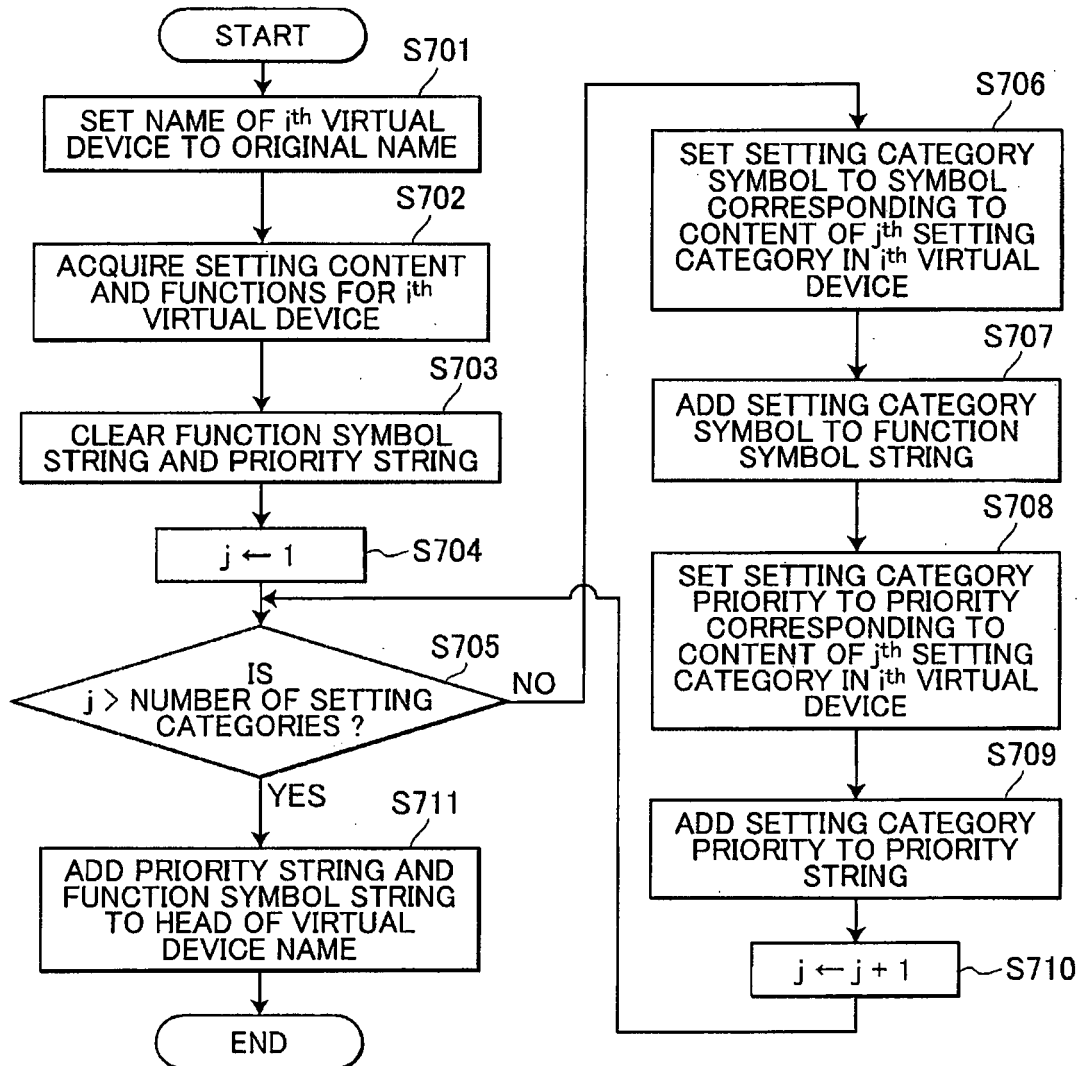 START
S701
SET NAME OF ith VIRTUAL
DEVICE TO ORIGINAL NAME
S702
ACQUIRE SETTING CONTENT
AND FUNCTIONS FOR ith
VIRTUAL DEVICE
S703
CLEAR FUNCTION SYMBOL
STRING AND PRIORITY STRING
j ← 1
S704
S705
IS
j > NUMBER OF SETTING
CATEGORIES ?
NO
YES
S711
ADD PRIORITY STRING AND
FUNCTION SYMBOL STRING
TO HEAD OF VIRTUAL
DEVICE NAME
END
S706
SET SETTING CATEGORY
SYMBOL TO SYMBOL
CORRESPONDING TO
CONTENT OF jth SETTING
CATEGORY IN ith VIRTUAL
DEVICE
S707
ADD SETTING CATEGORY
SYMBOL TO FUNCTION
SYMBOL STRING
S708
SET SETTING CATEGORY
PRIORITY TO PRIORITY
CORRESPONDING TO
CONTENT OF jth SETTING
CATEGORY IN ith VIRTUAL
DEVICE
S709
ADD SETTING CATEGORY
PRIORITY TO PRIORITY
STRING
j ← j + 1
S710